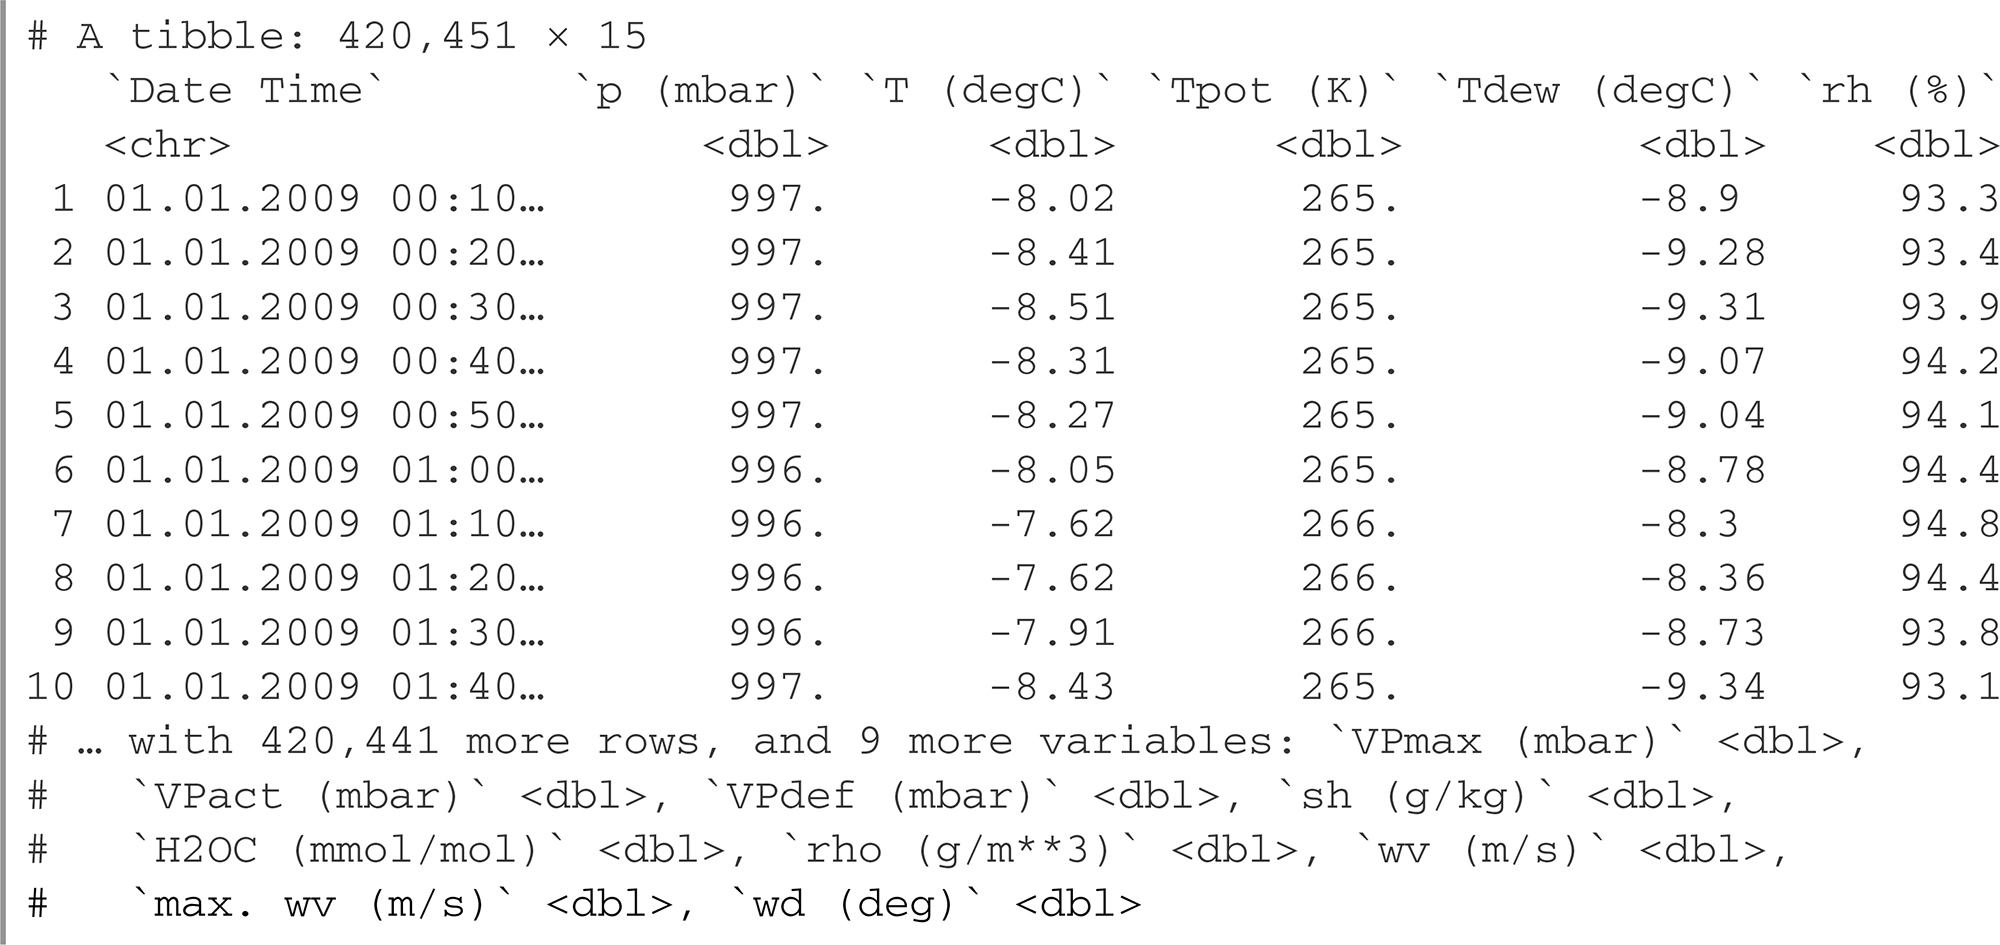 # A tibble: 420,451 × 15
`Date Time` `p (mbar)` `T (degC)` `Tpot (K)` `Tdew (degC)` `rh (%)`
<chr> <dbl> <dbl> <dbl> <dbl> <dbl>
1 01.01.2009 00:10… 997. -8.02 265. -8.9 93.3
2 01.01.2009 00:20… 997. -8.41 265. -9.28 93.4
3 01.01.2009 00:30… 997. -8.51 265. -9.31 93.9
4 01.01.2009 00:40… 997. -8.31 265. -9.07 94.2
5 01.01.2009 00:50… 997. -8.27 265. -9.04 94.1
6 01.01.2009 01:00… 996. -8.05 265. -8.78 94.4
7 01.01.2009 01:10… 996. -7.62 266. -8.3 94.8
8 01.01.2009 01:20… 996. -7.62 266. -8.36 94.4
9 01.01.2009 01:30… 996. -7.91 266. -8.73 93.8
10 01.01.2009 01:40… 997. -8.43 265. -9.34 93.1
# … with 420,441 more rows, and 9 more variables: `VPmax (mbar)` <dbl>,
# `VPact (mbar)` <dbl>, `VPdef (mbar)` <dbl>, `sh (g/kg)` <dbl>,
# `H2OC (mmol/mol)` <dbl>, `rho (g/m**3)` <dbl>, `wv (m/s)` <dbl>,
# `max. wv (m/s)` <dbl>, `wd (deg)` <dbl>